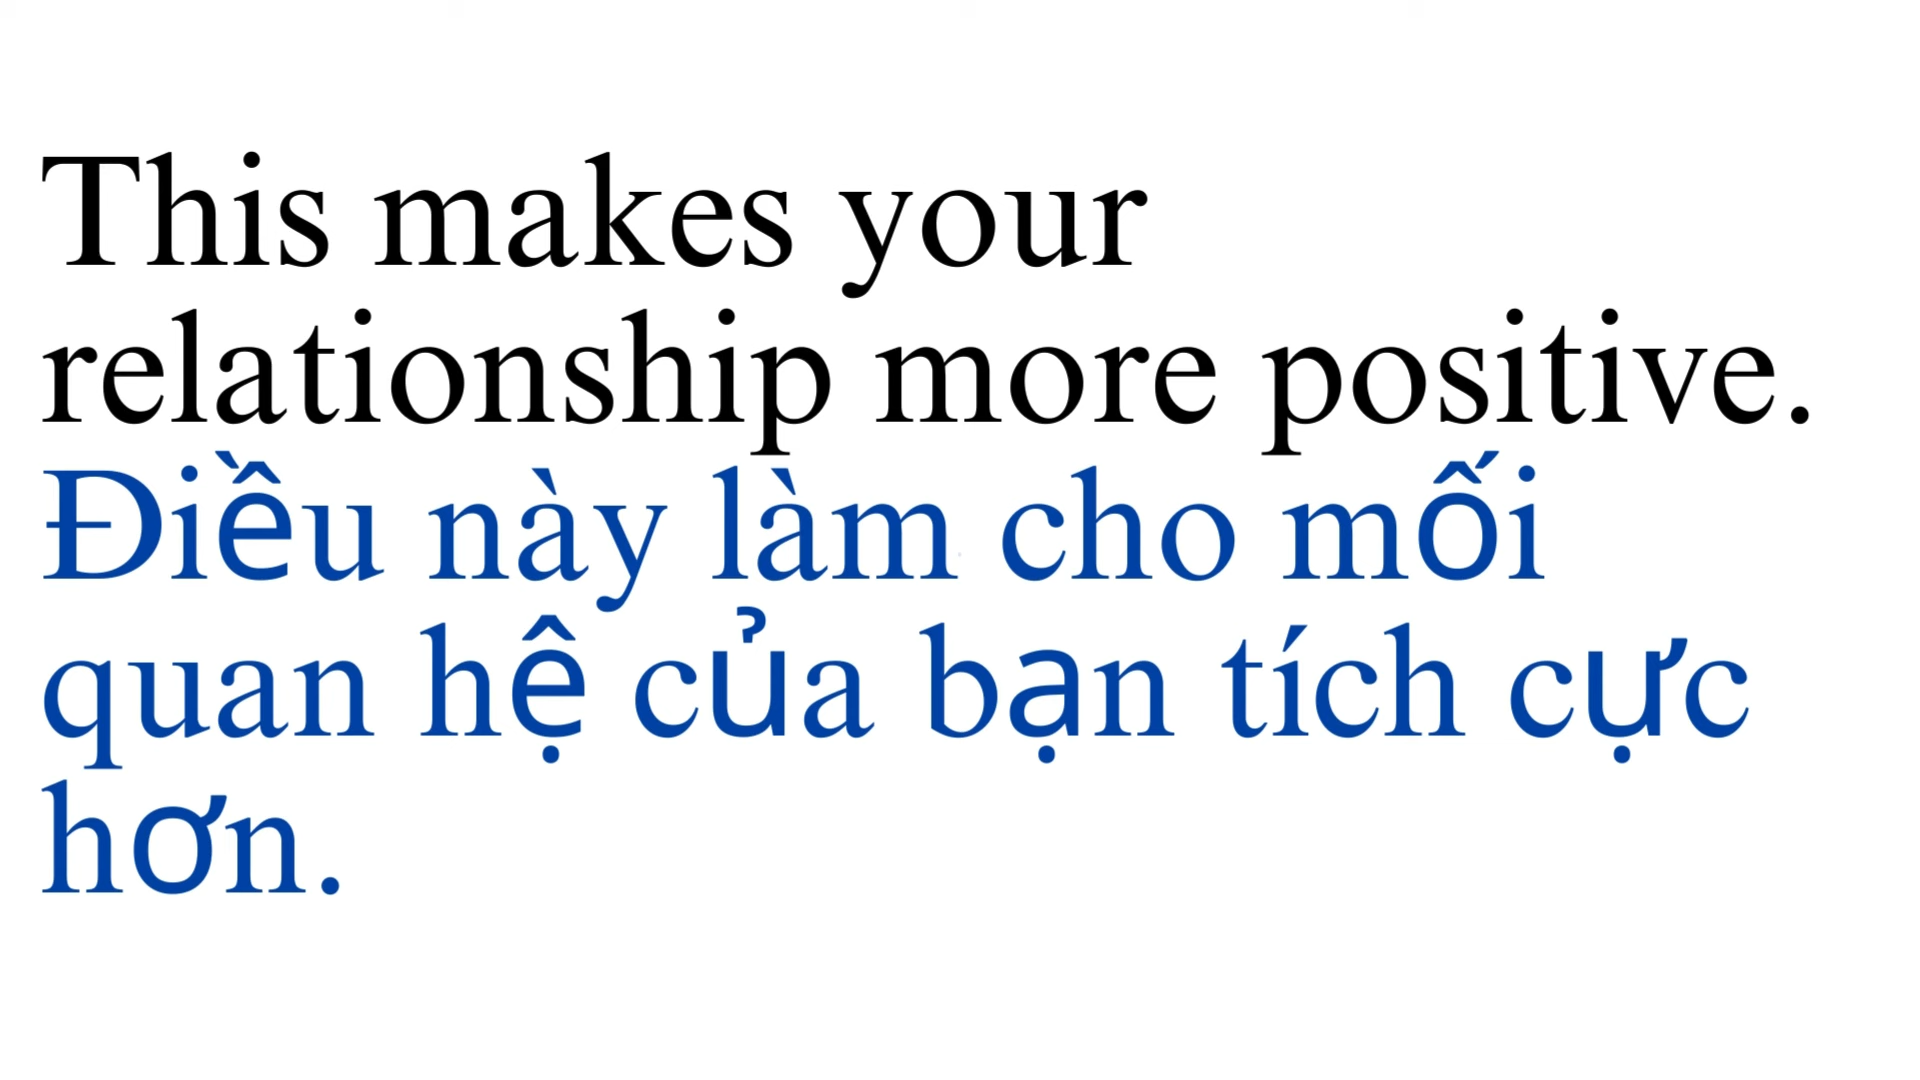 This makes your
relationship more positive.
Điều này làm cho mối
quan hệ của bạn tích cực
hơn.